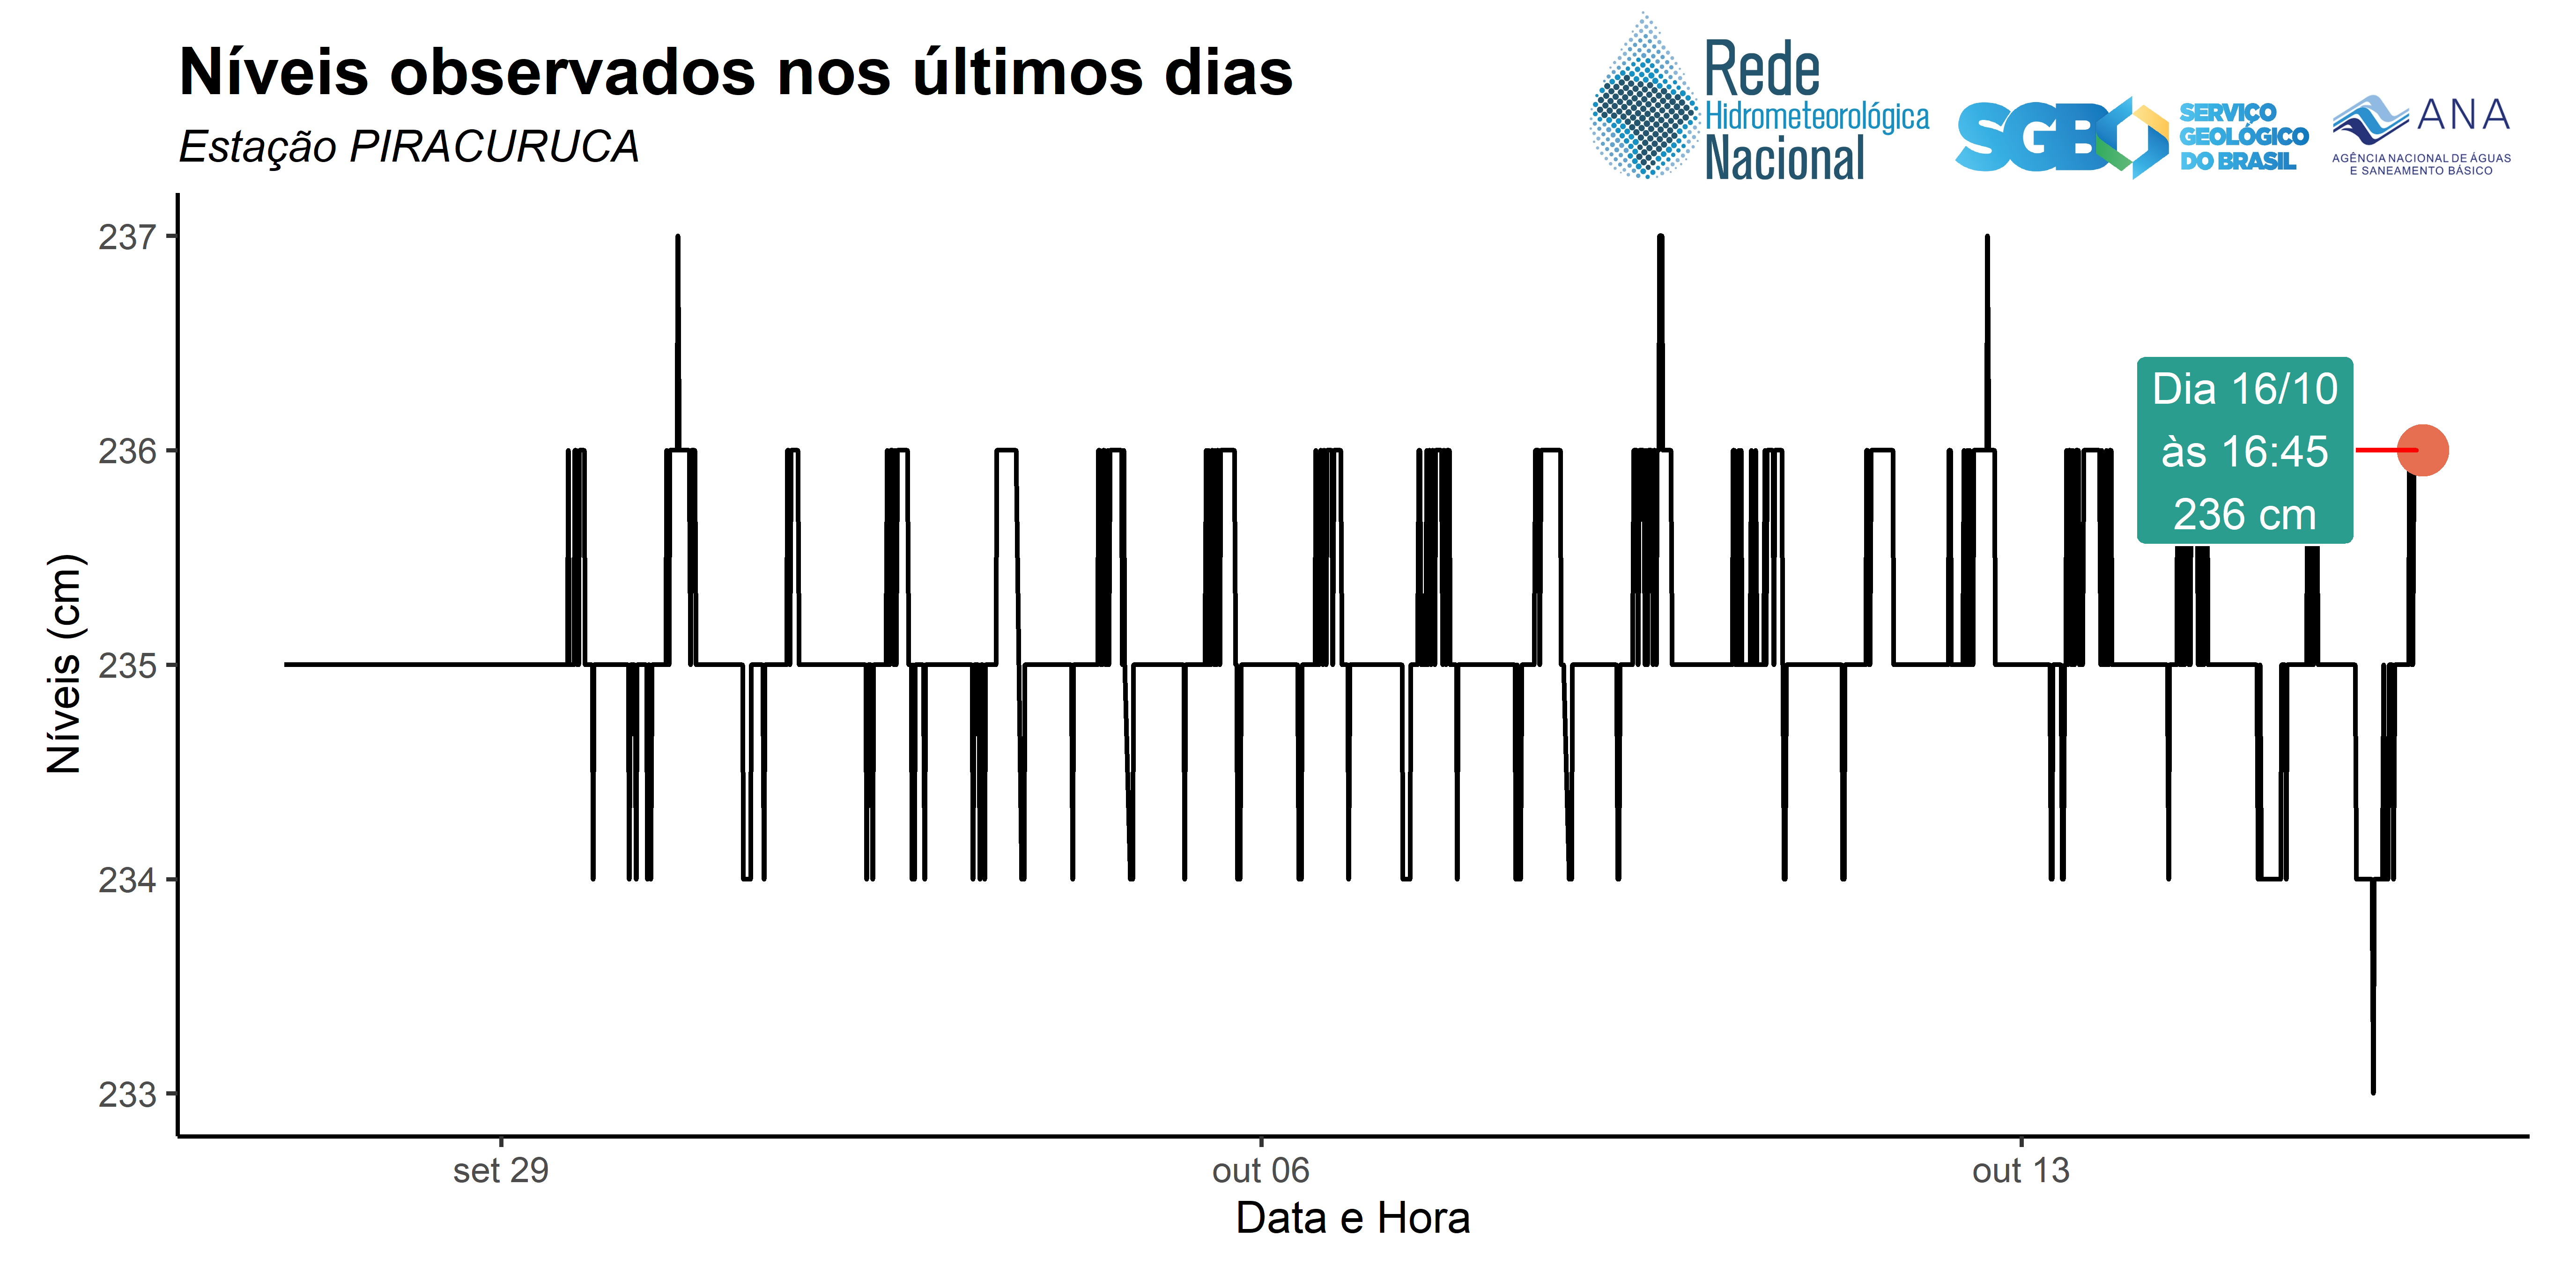 Níveis observados nos últimos dias
Estação PIRACURUCA
Rede
Hidrometeorológica
Nacional
SGB
SERVIÇO
GEOLÓGICO
DO BRASIL
ANA
AGÊNCIA NACIONAL DE ÁGUAS
E SANEAMENTO BÁSICO
237
236
235
234
233
Níveis (cm)
Dia 16/10
às 16:45
236 cm
set 29
out 06
out 13
Data e Hora